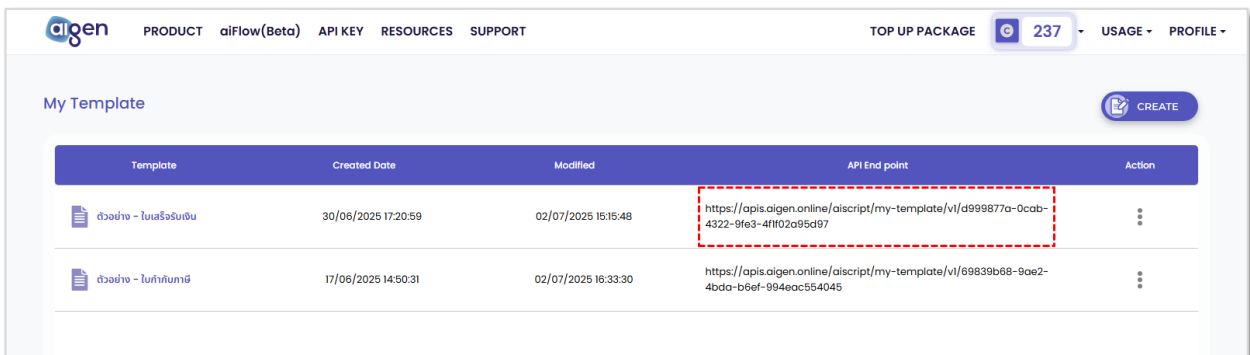 aigen PRODUCT aiFlow(Beta) API KEY RESOURCES SUPPORT TOP UP PACKAGE C 237 USAGE PROFILE
My Template CREATE
Template Created Date Modified API End point Action
ตัวอย่าง - ใบเสร็จรับเงิน 30/06/2025 17:20:59 02/07/2025 15:15:48 https://apis.aigen.online/aiscript/my-template/v1/d999877a-0cab-
4322-9fe3-4f1f02a95d97
ตัวอย่าง - ใบกำกับภาษี 17/06/2025 14:50:31 02/07/2025 16:33:30 https://apis.aigen.online/aiscript/my-template/v1/69839b68-9ae2-
4bda-b6ef-994eac554045